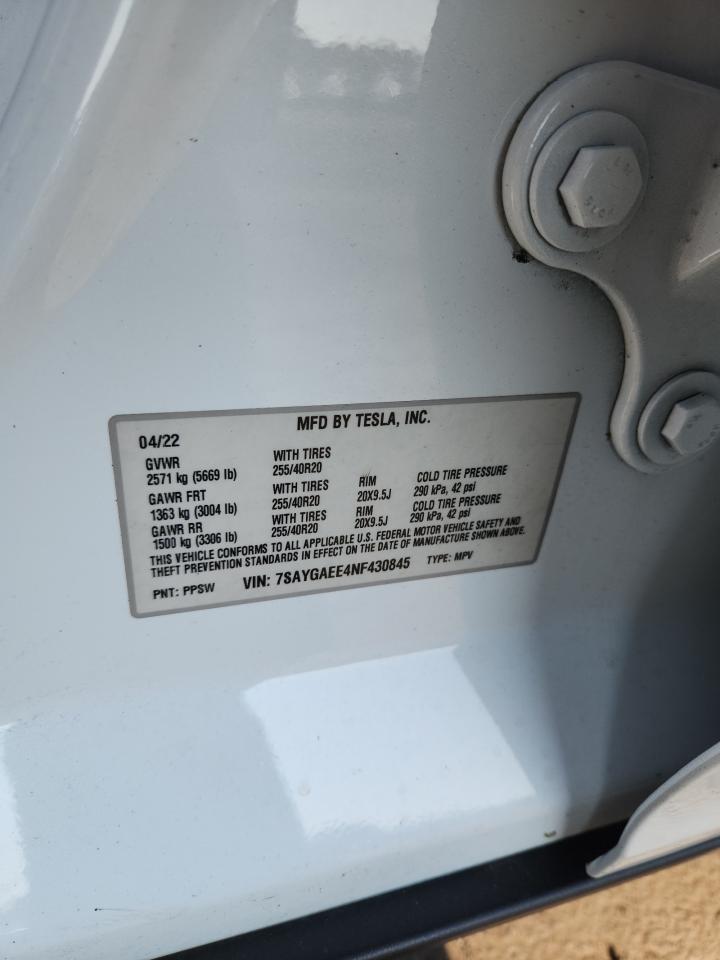 MFD BY TESLA, INC.
04/22
GVWR WITH TIRES
2571 kg (5669 lb) 255/40R20
GAWR FRT WITH TIRES RIM COLD TIRE PRESSURE
1363 kg (3004 lb) 255/40R20 20X9.5J 290 kPa, 42 psi
GAWR RR WITH TIRES RIM COLD TIRE PRESSURE
1500 kg (3306 lb) 255/40R20 20X9.5J 290 kPa, 42 psi
THIS VEHICLE CONFORMS TO ALL APPLICABLE U.S. FEDERAL MOTOR VEHICLE SAFETY AND
THEFT PREVENTION STANDARDS IN EFFECT ON THE DATE OF MANUFACTURE SHOWN ABOVE.
PNT: PPSW VIN: 7SAYGAEE4NF430845 TYPE: MPV